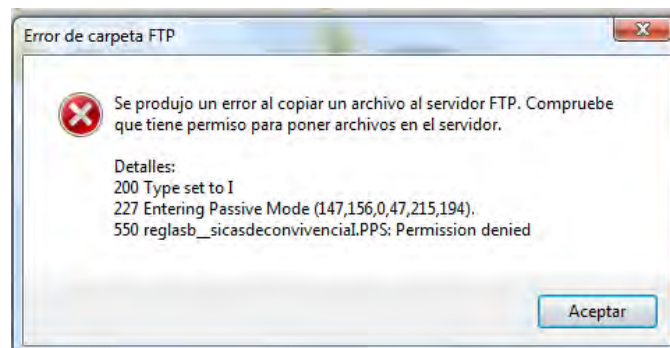 Error de carpeta FTP
Se produjo un error al copiar un archivo al servidor FTP. Compruebe
que tiene permiso para poner archivos en el servidor.
Detalles:
200 Type set to I
227 Entering Passive Mode (147,156,0,47,215,194).
550 reglasb__sicasdeconvivenciaI.PPS: Permission denied
Aceptar